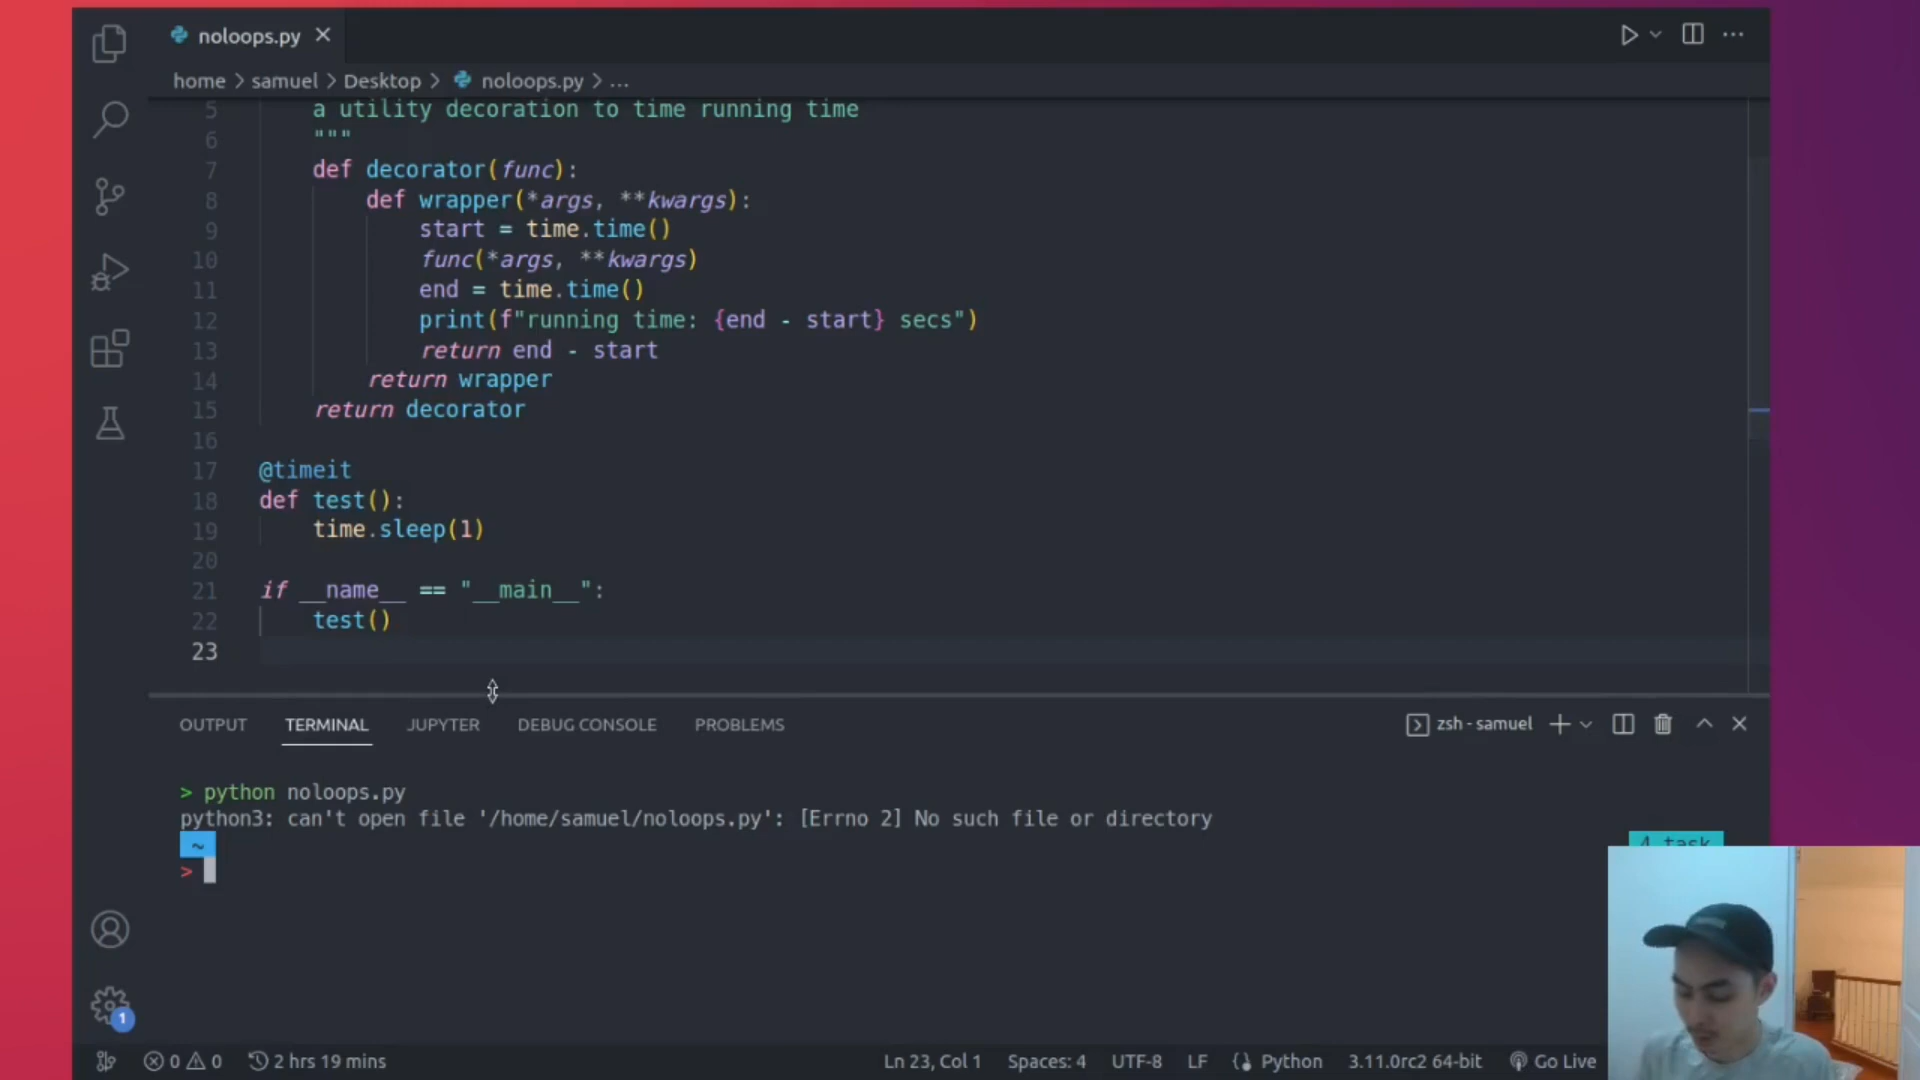 noloops.py
home > samuel > Desktop > noloops.py > ...
5 a utility decoration to time running time
6 """
7 def decorator(func):
8 def wrapper(*args, **kwargs):
9 start = time.time()
10 func(*args, **kwargs)
11 end = time.time()
12 print(f"running time: {end - start} secs")
13 return end - start
14 return wrapper
15 return decorator
16
17 @timeit
18 def test():
19 time.sleep(1)
20
21 if __name__ == "__main__":
22 test()
23
OUTPUT TERMINAL JUPYTER DEBUG CONSOLE PROBLEMS zsh - samuel
> python noloops.py
python3: can't open file '/home/samuel/noloops.py': [Errno 2] No such file or directory
~ 4 task
>
1
0 0 2 hrs 19 mins Ln 23, Col 1 Spaces: 4 UTF-8 LF Python 3.11.0rc2 64-bit Go Live